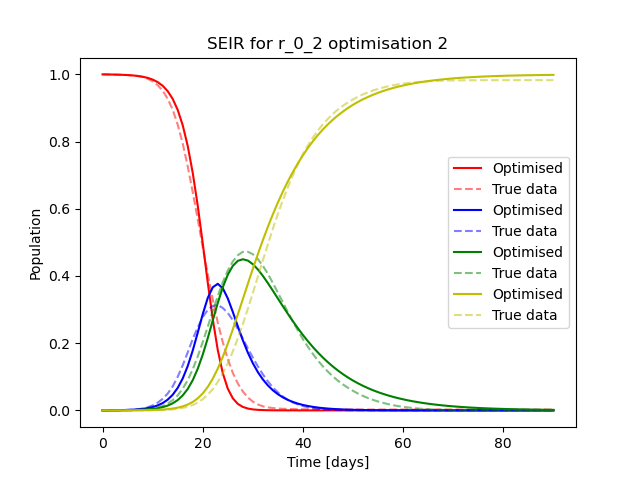 SEIR for r_0_2 optimisation 2
Population
1.0
0.8
0.6
0.4
0.2
0.0
Optimised
True data
Optimised
True data
Optimised
True data
Optimised
True data
0 20 40 60 80
Time [days]